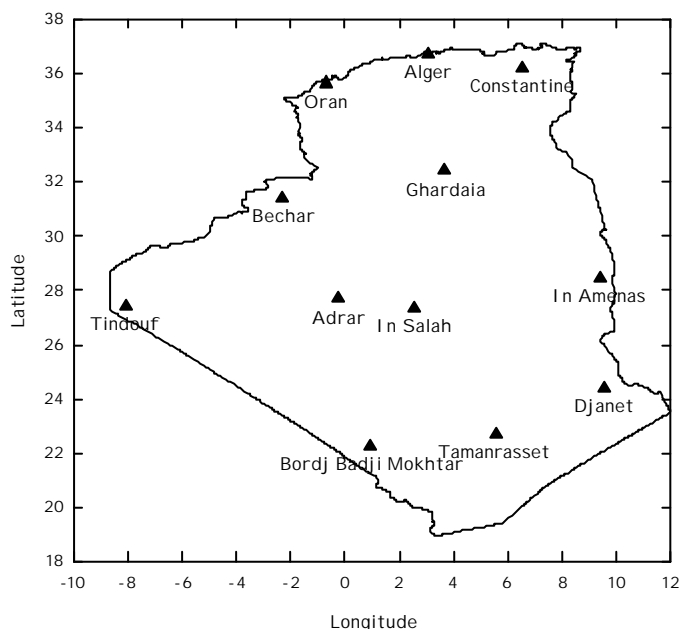 38
36
34
32
30
28
26
24
22
20
18
Latitude
Alger
Constantine
Oran
Ghardaia
Bechar
In Amenas
Tindouf
Adrar
In Salah
Djanet
Tamanrasset
Bordj Badji Mokhtar
-10 -8 -6 -4 -2 0 2 4 6 8 10 12
Longitude